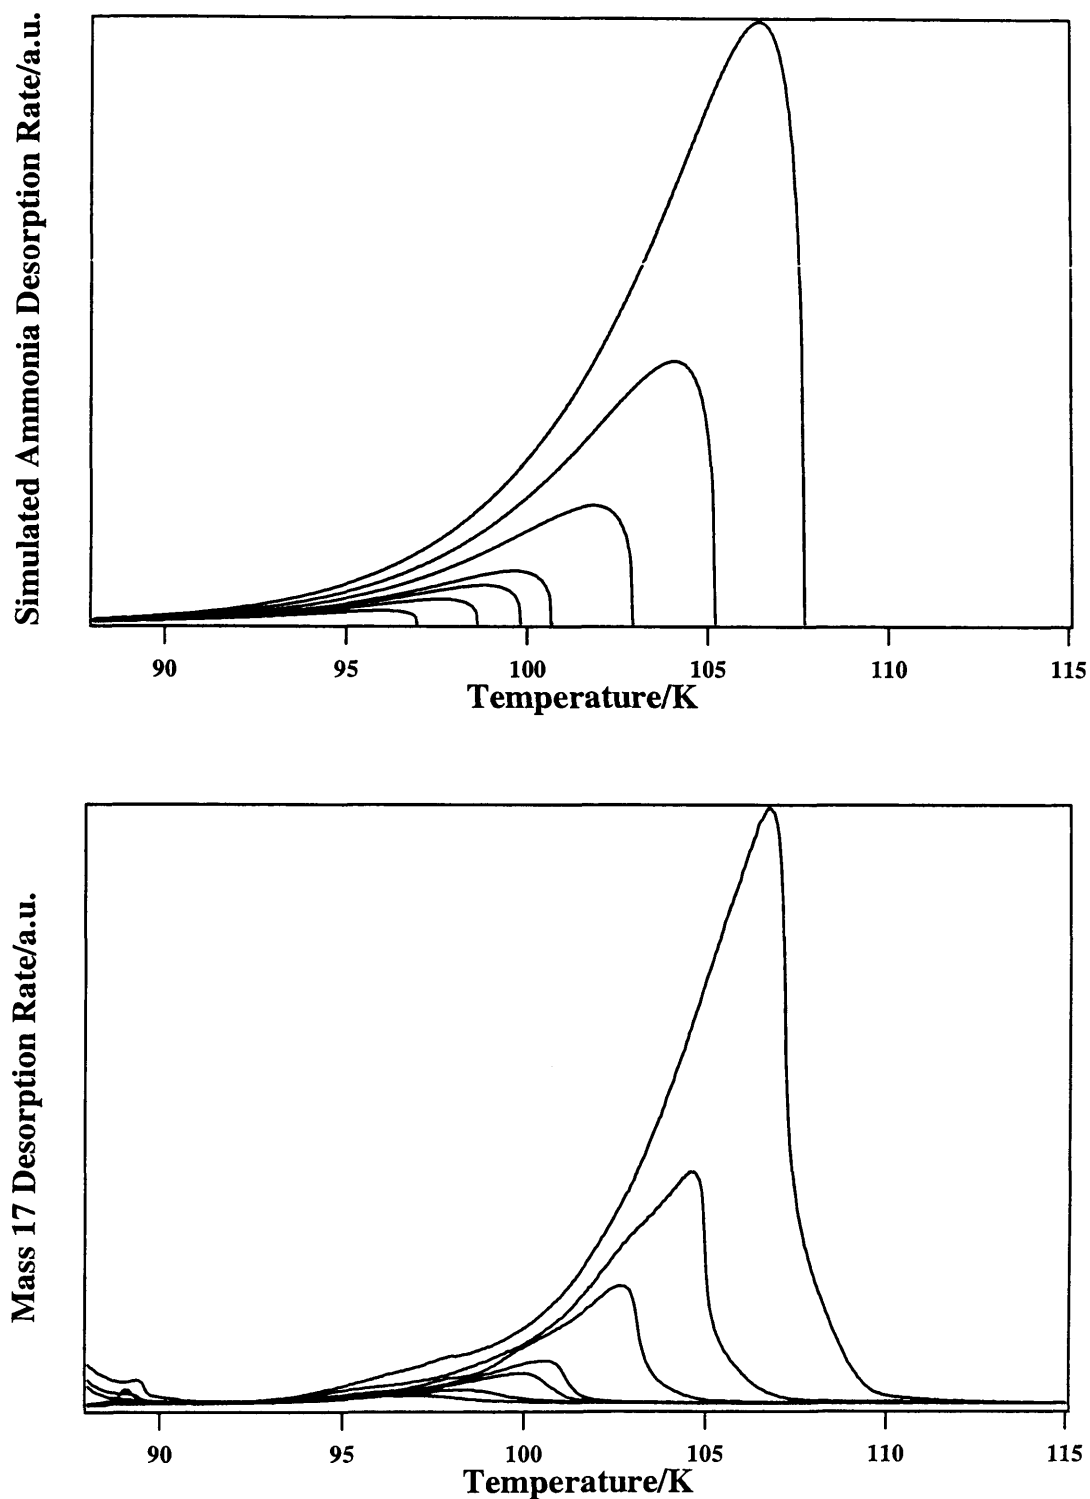 Simulated Ammonia Desorption Rate/a.u.
90 95 100 105 110 115
Temperature/K
Mass 17 Desorption Rate/a.u.
90 95 100 105 110 115
Temperature/K